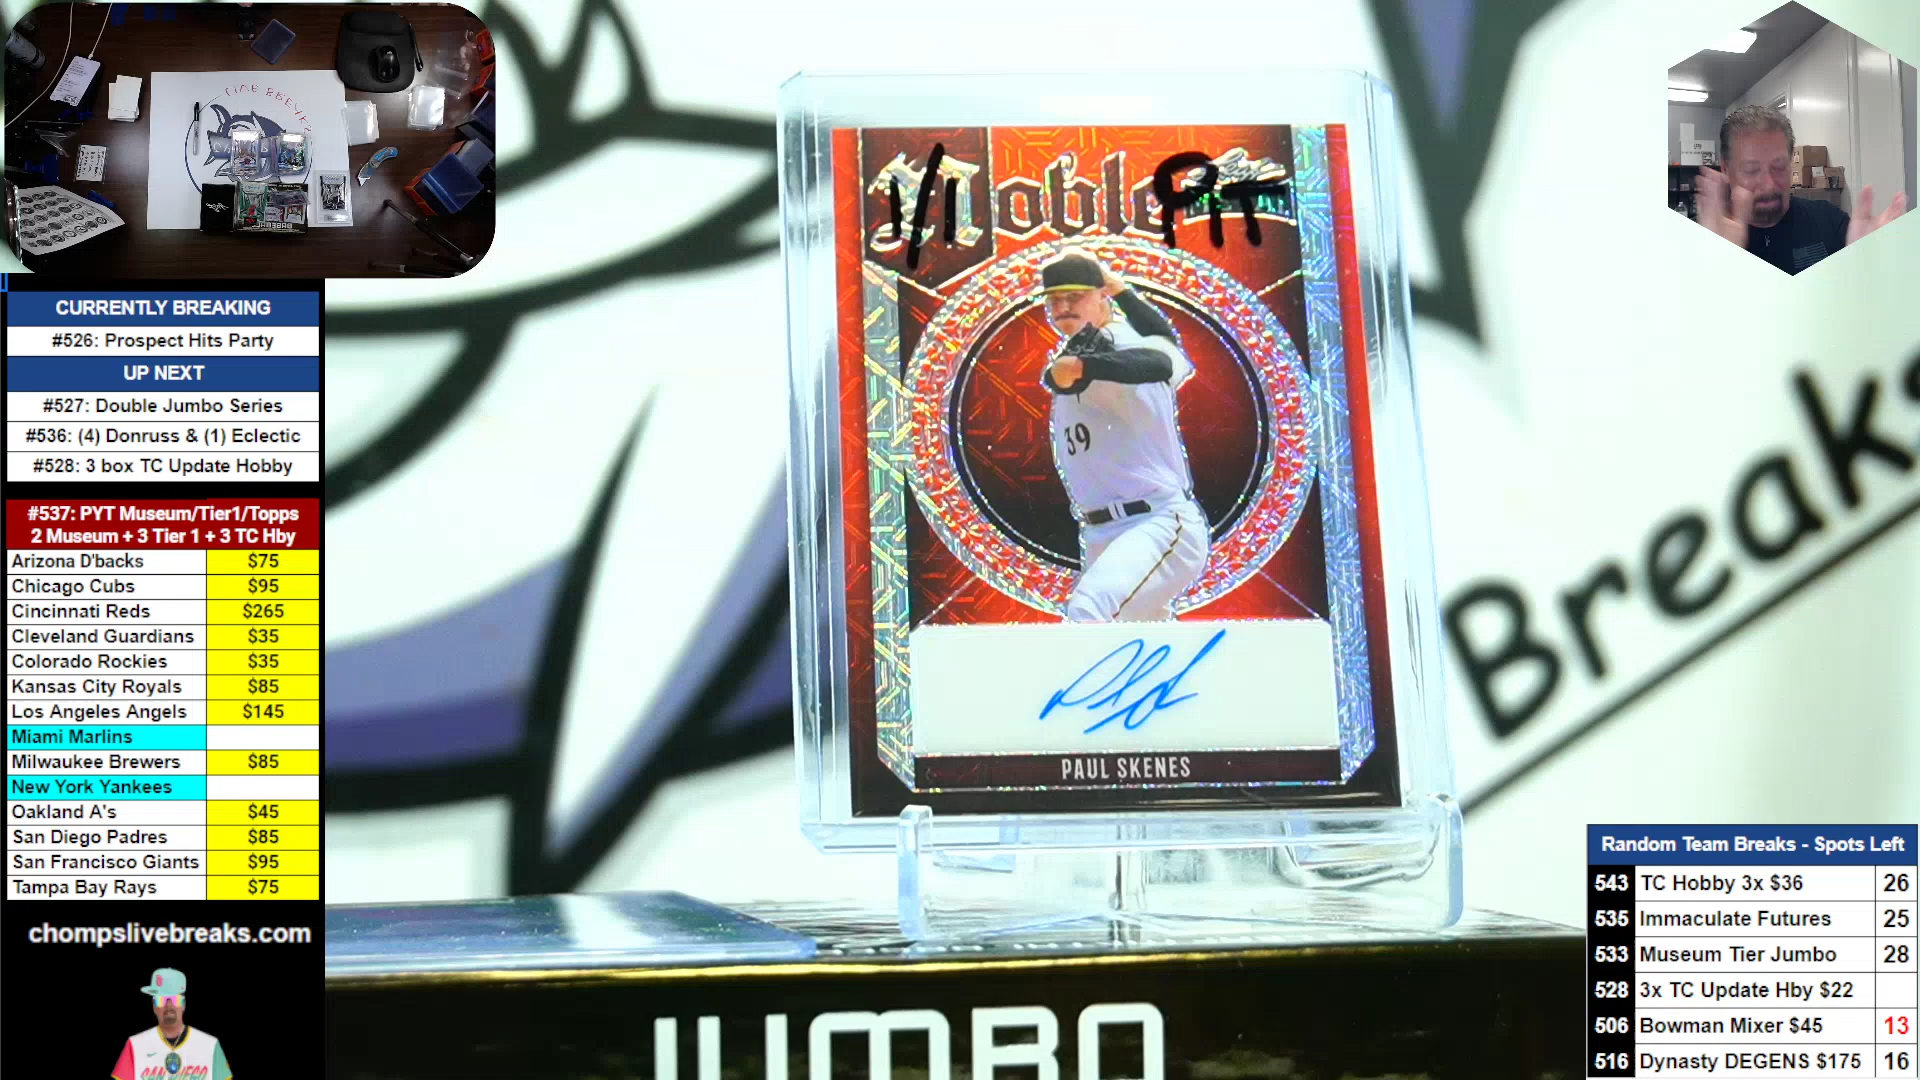 LIVE BREAKS
CURRENTLY BREAKING
#526: Prospect Hits Party
UP NEXT
#527: Double Jumbo Series
#536: (4) Donruss & (1) Eclectic
#528: 3 box TC Update Hobby
#537: PYT Museum/Tier1/Topps
2 Museum + 3 Tier 1 + 3 TC Hby
Arizona D'backs $75
Chicago Cubs $95
Cincinnati Reds $265
Cleveland Guardians $35
Colorado Rockies $35
Kansas City Royals $85
Los Angeles Angels $145
Miami Marlins
Milwaukee Brewers $85
New York Yankees
Oakland A's $45
San Diego Padres $85
San Francisco Giants $95
Tampa Bay Rays $75
chompslivebreaks.com
SAN DIEGO
1/1 PIT
Noble
39
PAUL SKENES
Breaks
JUMBO
Random Team Breaks - Spots Left
543 TC Hobby 3x $36 26
535 Immaculate Futures 25
533 Museum Tier Jumbo 28
528 3x TC Update Hby $22
506 Bowman Mixer $45 13
516 Dynasty DEGENS $175 16